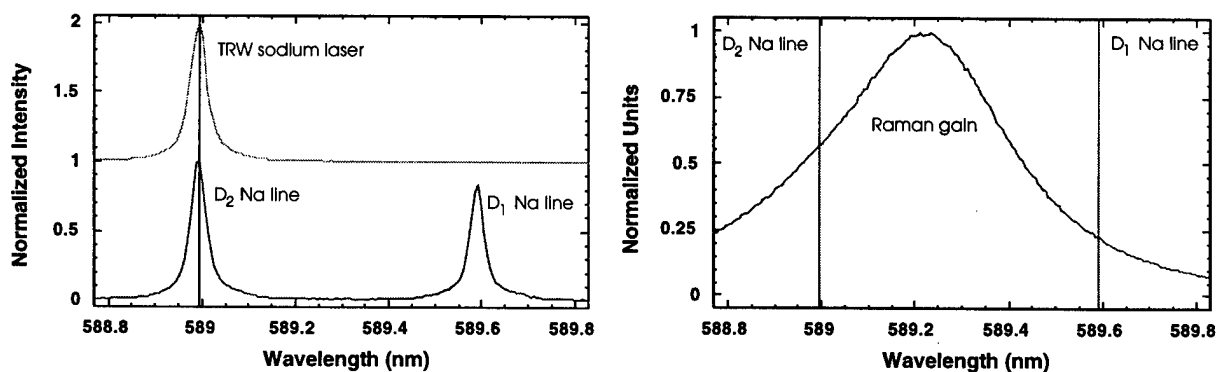 Normalized Intensity
2
1.5
1
0.5
0
TRW sodium laser
D2 Na line
D1 Na line
588.8 589 589.2 589.4 589.6 589.8
Wavelength (nm)
Normalized Units
1
0.75
0.5
0.25
0
D2 Na line
D1 Na line
Raman gain
588.8 589 589.2 589.4 589.6 589.8
Wavelength (nm)